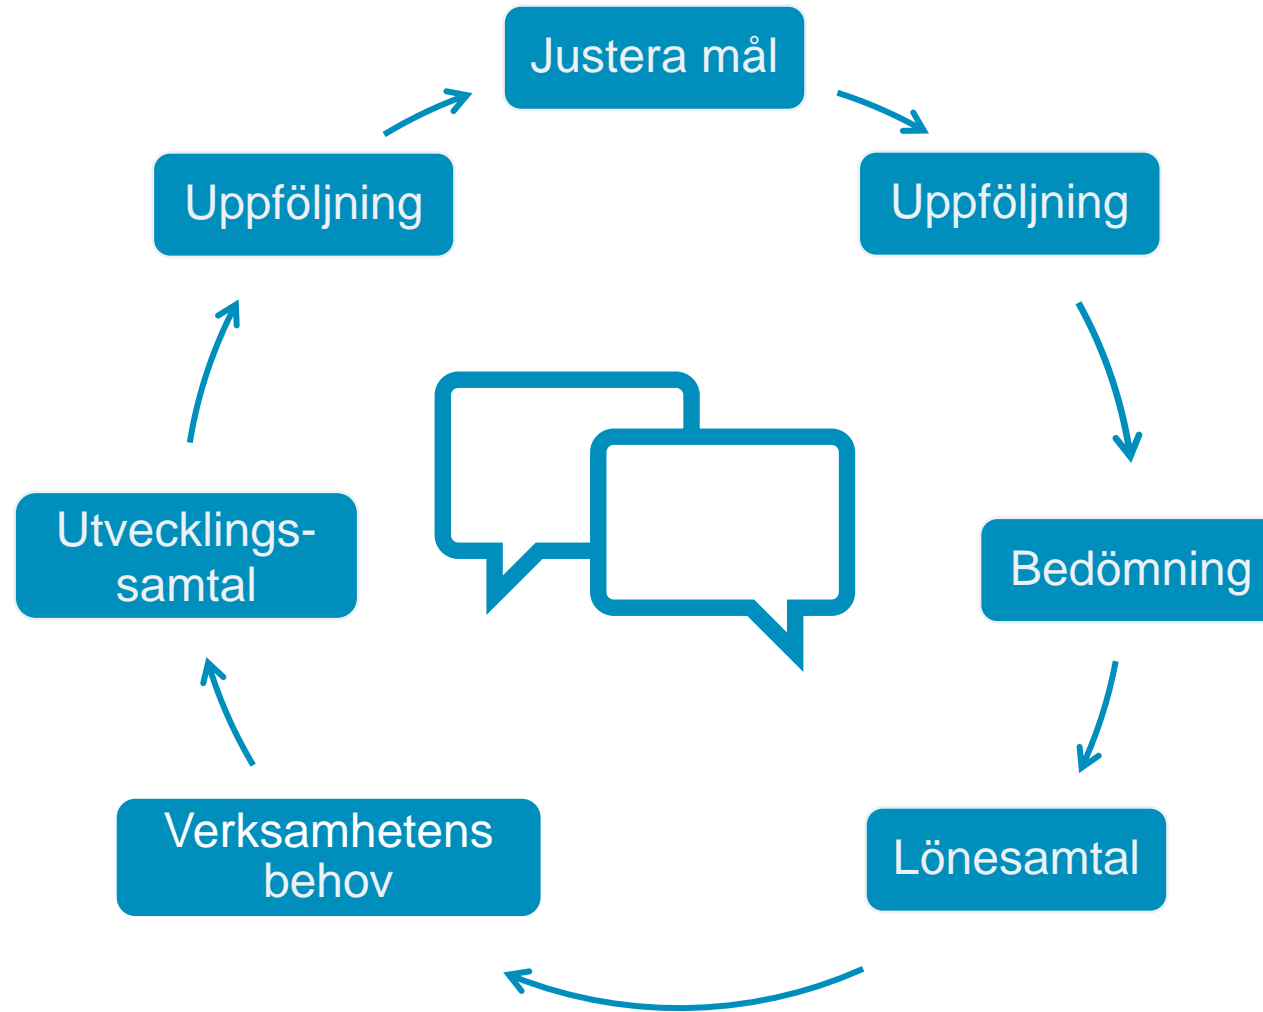 Justera mål
Uppföljning
Uppföljning
Utvecklings-
samtal
Bedömning
Verksamhetens
behov
Lönesamtal